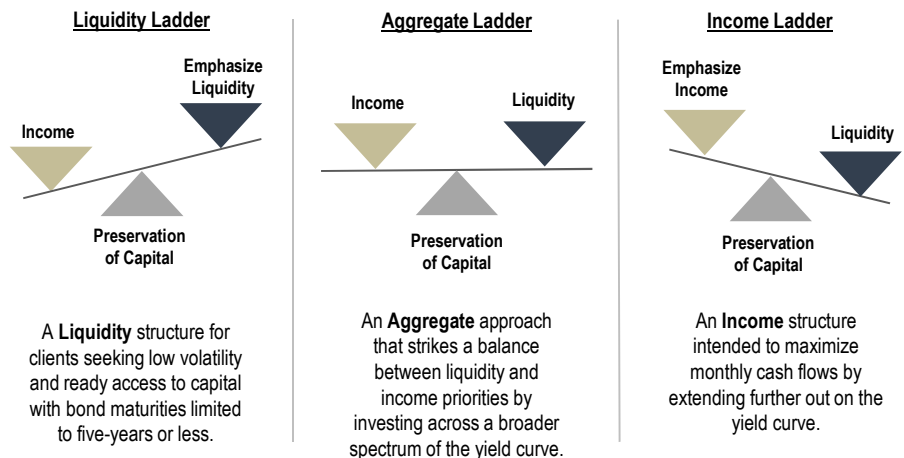 Liquidity Ladder
Emphasize
Liquidity
Income
Preservation
of Capital
A Liquidity structure for
clients seeking low volatility
and ready access to capital
with bond maturities limited
to five-years or less.
Aggregate Ladder
Income
Liquidity
Preservation
of Capital
An Aggregate approach
that strikes a balance
between liquidity and
income priorities by
investing across a broader
spectrum of the yield curve.
Income Ladder
Emphasize
Income
Liquidity
Preservation
of Capital
An Income structure
intended to maximize
monthly cash flows by
extending further out on the
yield curve.